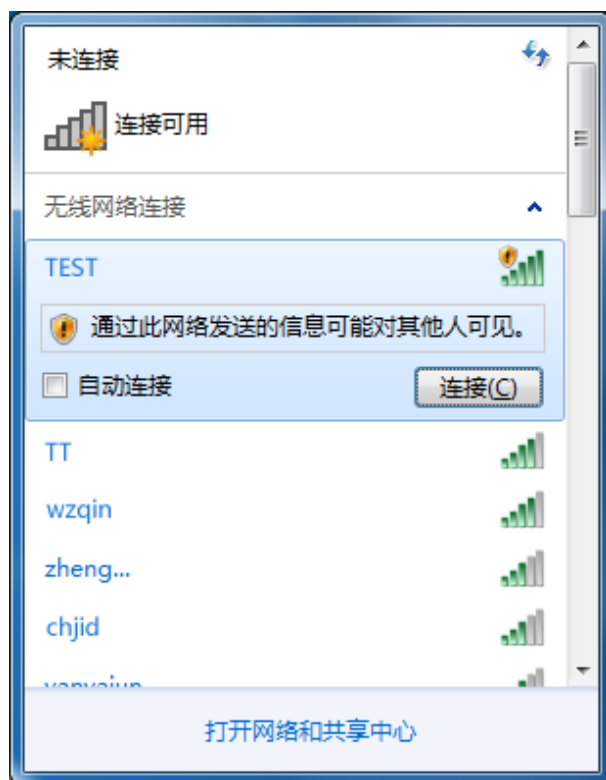 未连接
连接可用
无线网络连接
TEST
通过此网络发送的信息可能对其他人可见。
自动连接
连接(C)
TT
wzqin
zheng...
chjid
打开网络和共享中心